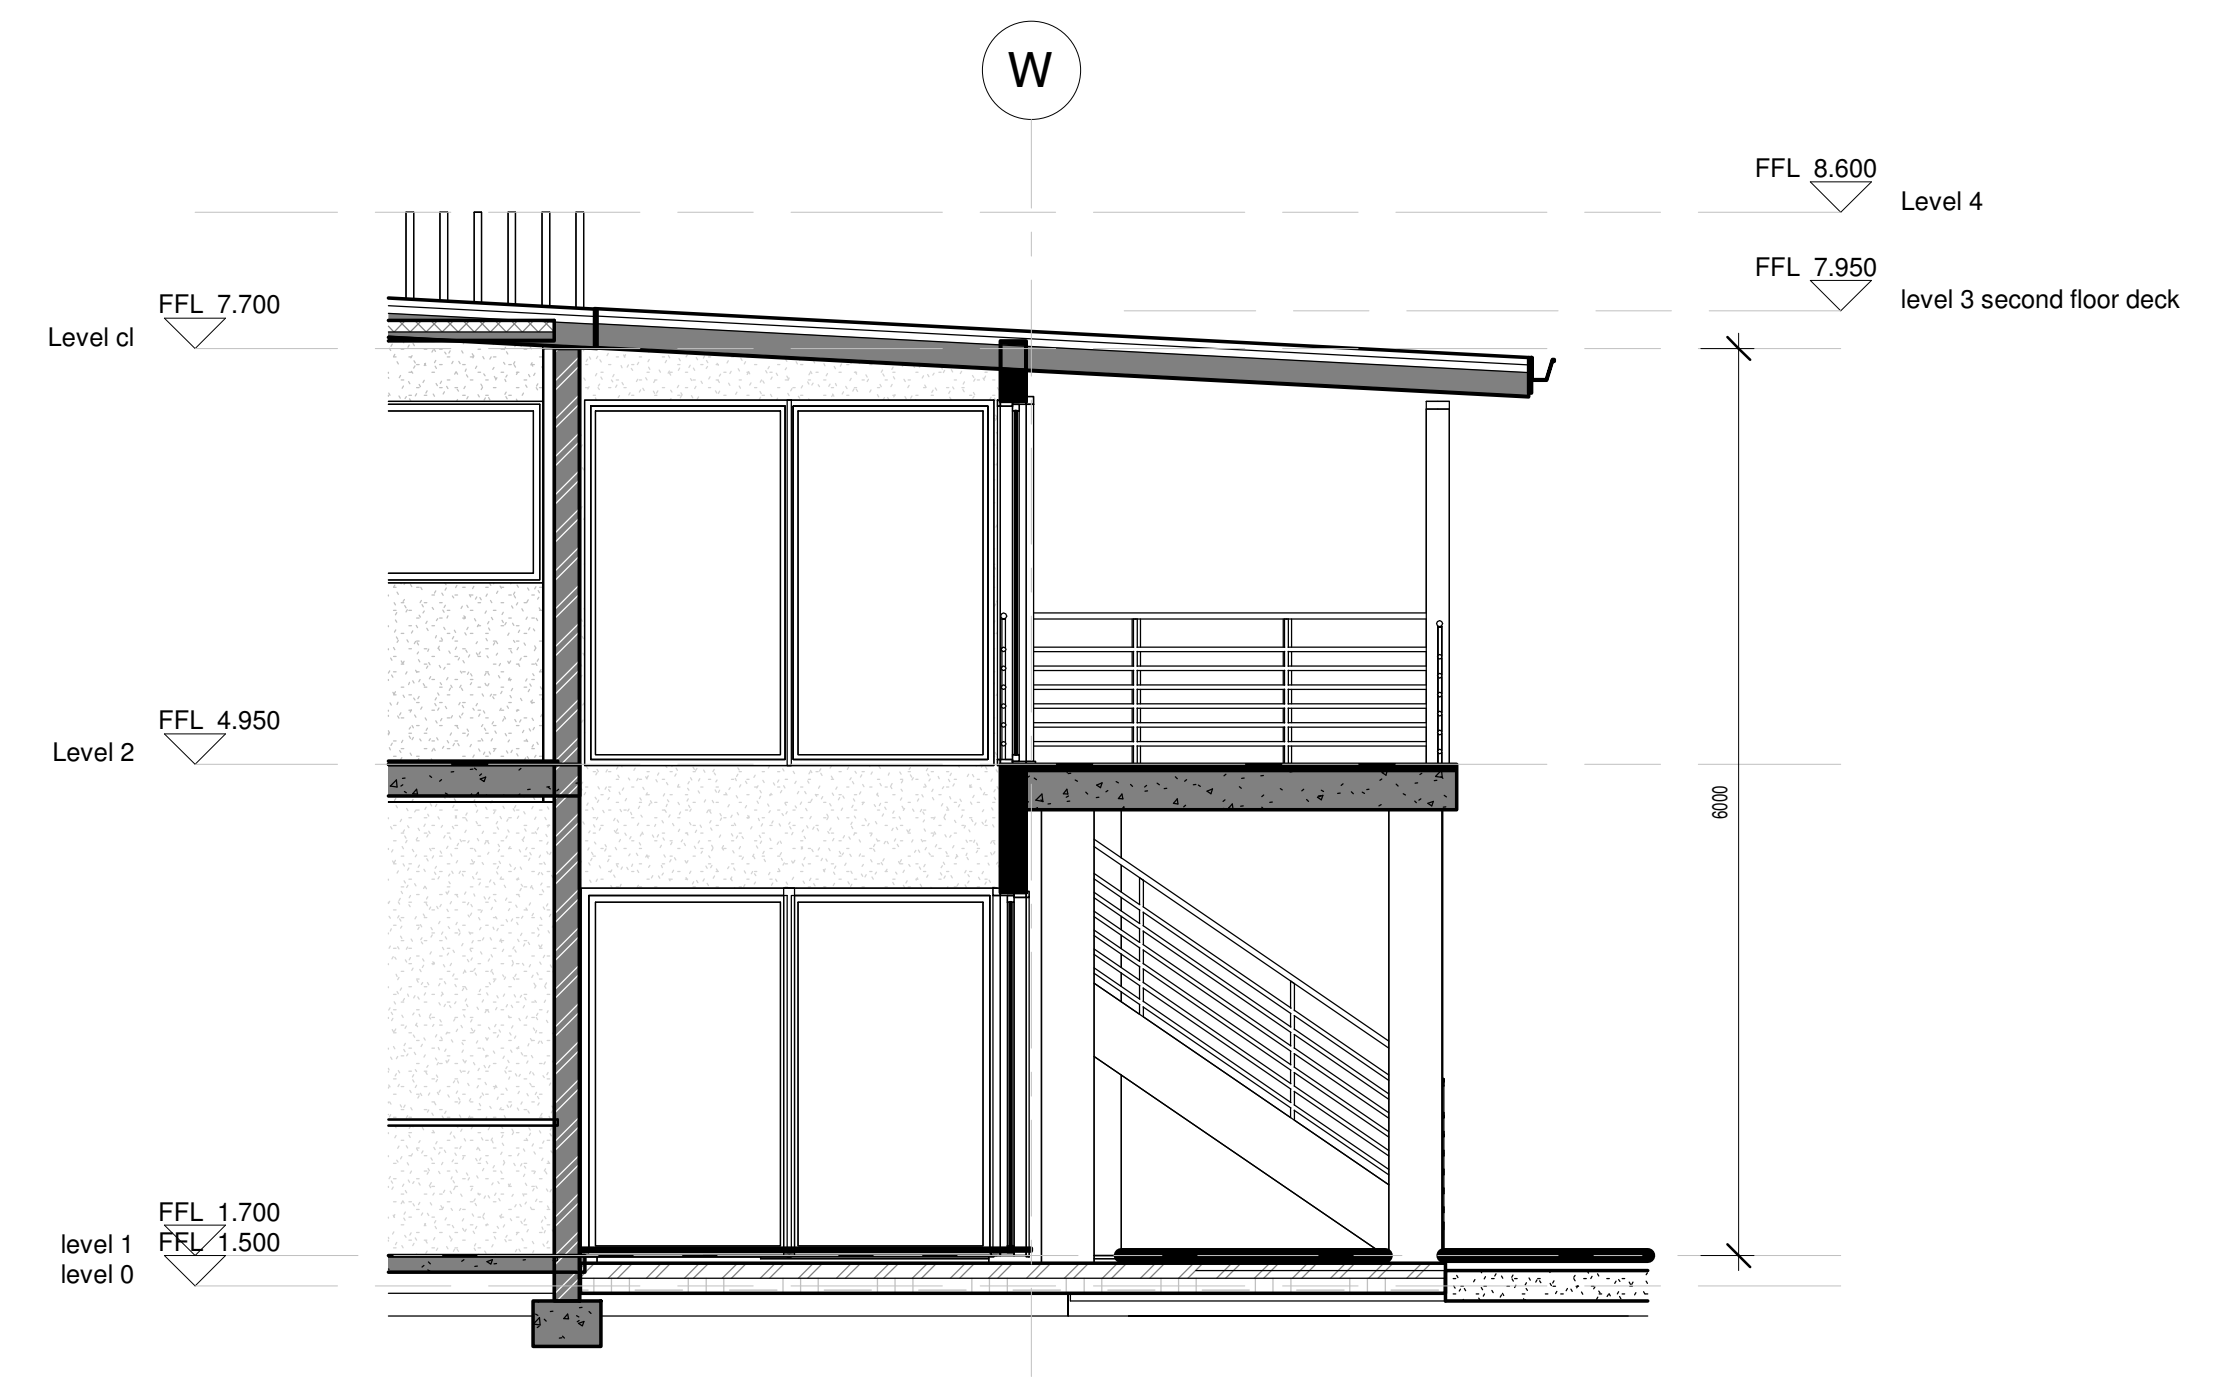 W
FFL 8.600
Level 4
FFL 7.950
level 3 second floor deck
FFL 7.700
Level cl
FFL 4.950
Level 2
6000
FFL 1.700
level 1
FFL 1.500
level 0